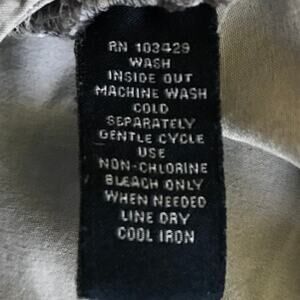 RN 103429
WASH
INSIDE OUT
MACHINE WASH
COLD
SEPARATELY
GENTLE CYCLE
USE
NON-CHLORINE
BLEACH ONLY
WHEN NEEDED
LINE DRY
COOL IRON